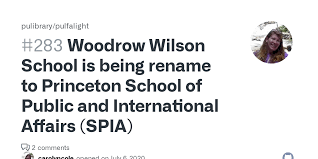 pulibrary/pulfalight
#283 Woodrow Wilson
School is being rename
to Princeton School of
Public and International
Affairs (SPIA)
2 comments
carolyncole opened on July 6, 2020